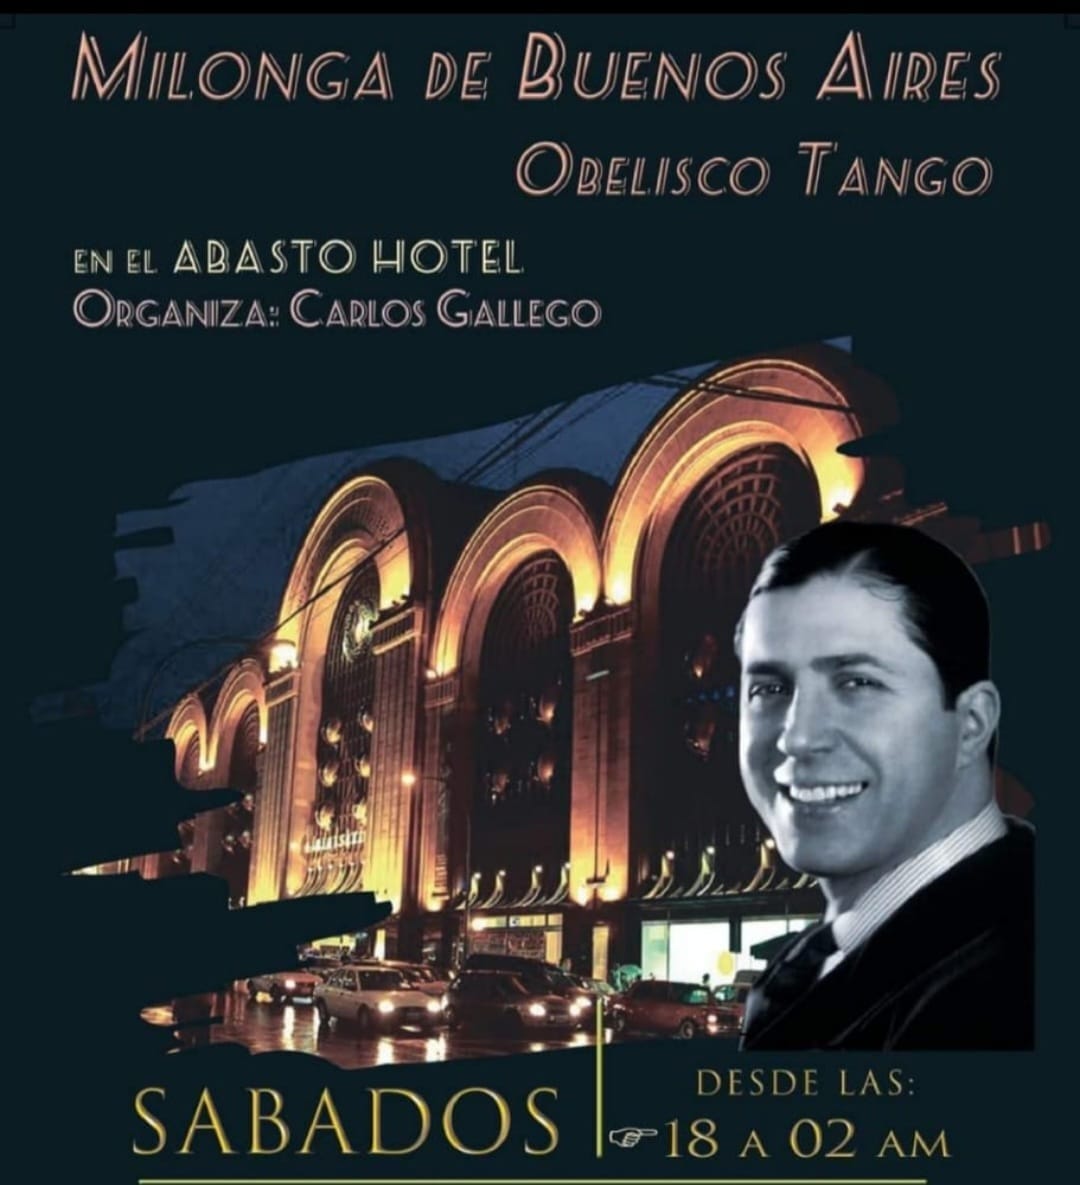 MILONGA DE BUENOS AIRES
OBELISCO TANGO
EN EL ABASTO HOTEL
ORGANIZA: CARLOS GALLEGO
SABADOS
DESDE LAS:
☞18 A 02 AM